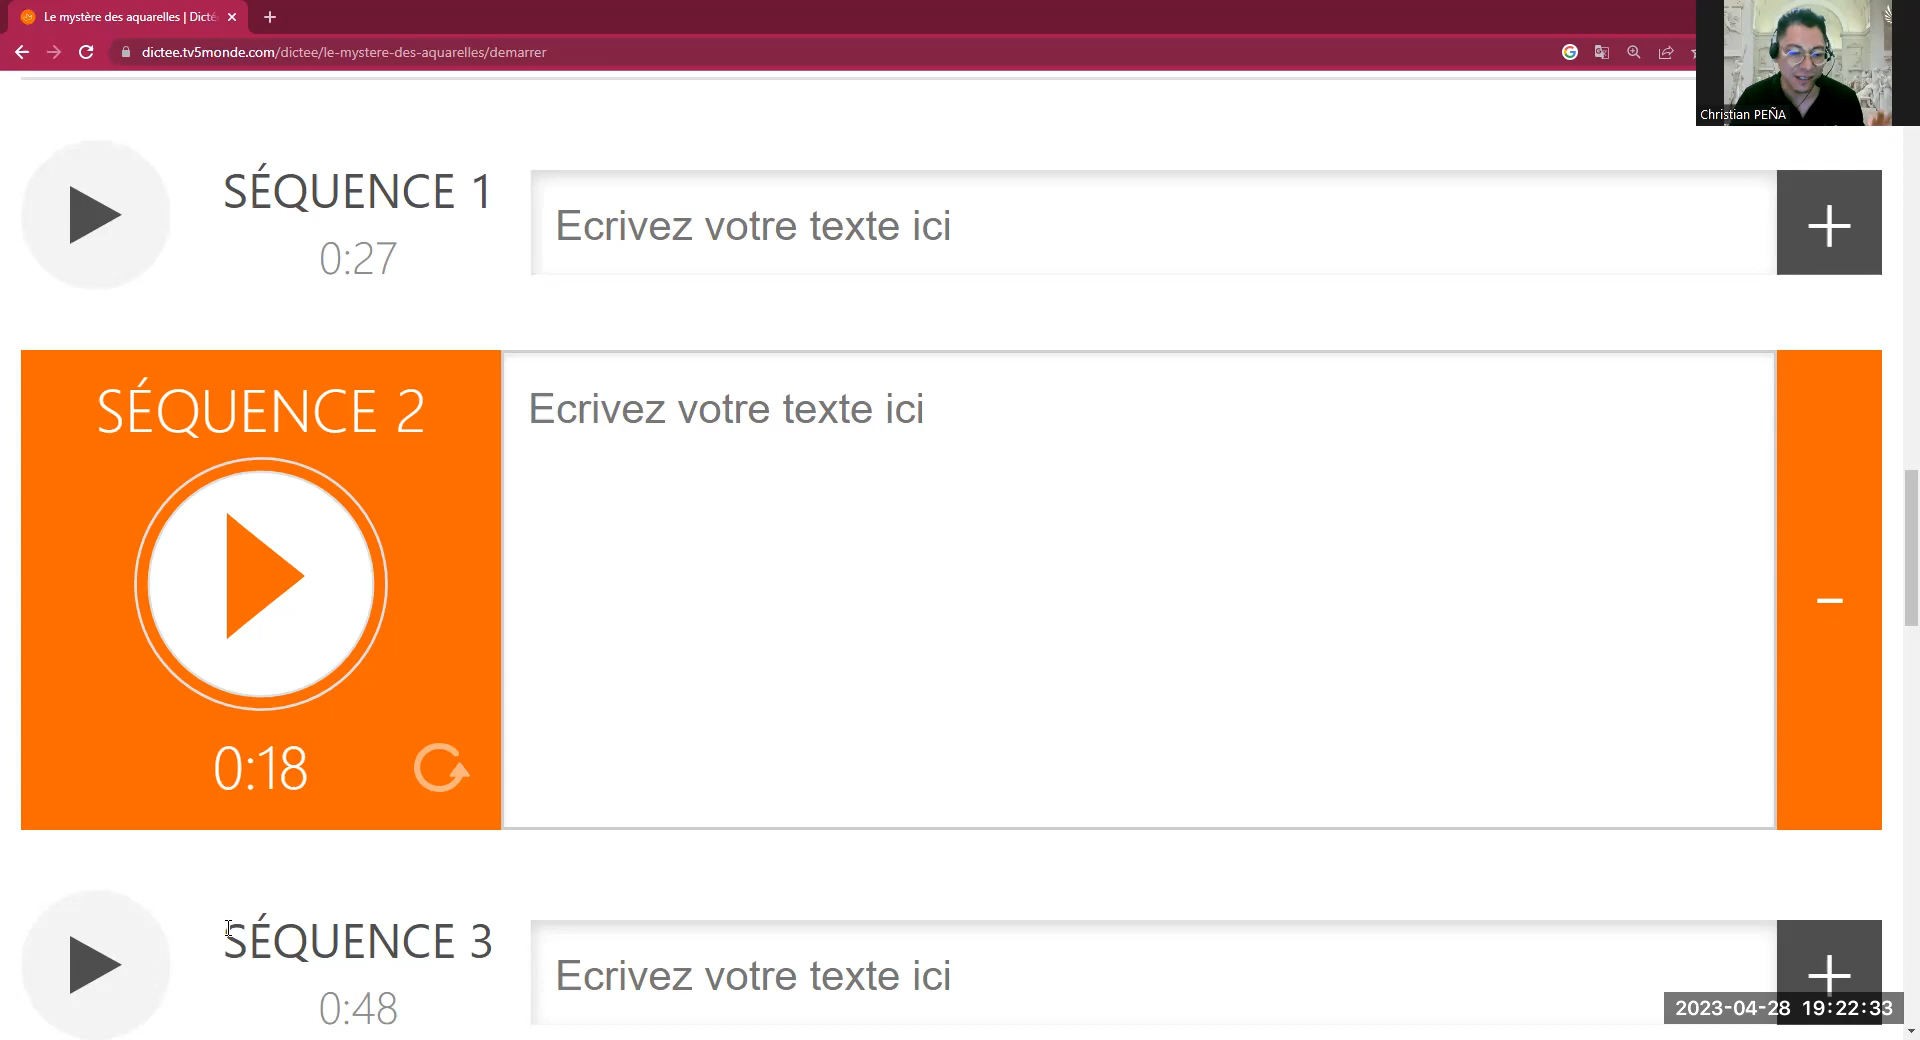 Le mystère des aquarelles | Dicté
dictee.tv5monde.com/dictee/le-mystere-des-aquarelles/demarrer
Christian PEÑA
SÉQUENCE 1
0:27
Ecrivez votre texte ici
SÉQUENCE 2
Ecrivez votre texte ici
0:18
SÉQUENCE 3
0:48
Ecrivez votre texte ici
2023-04-28 19:22:33